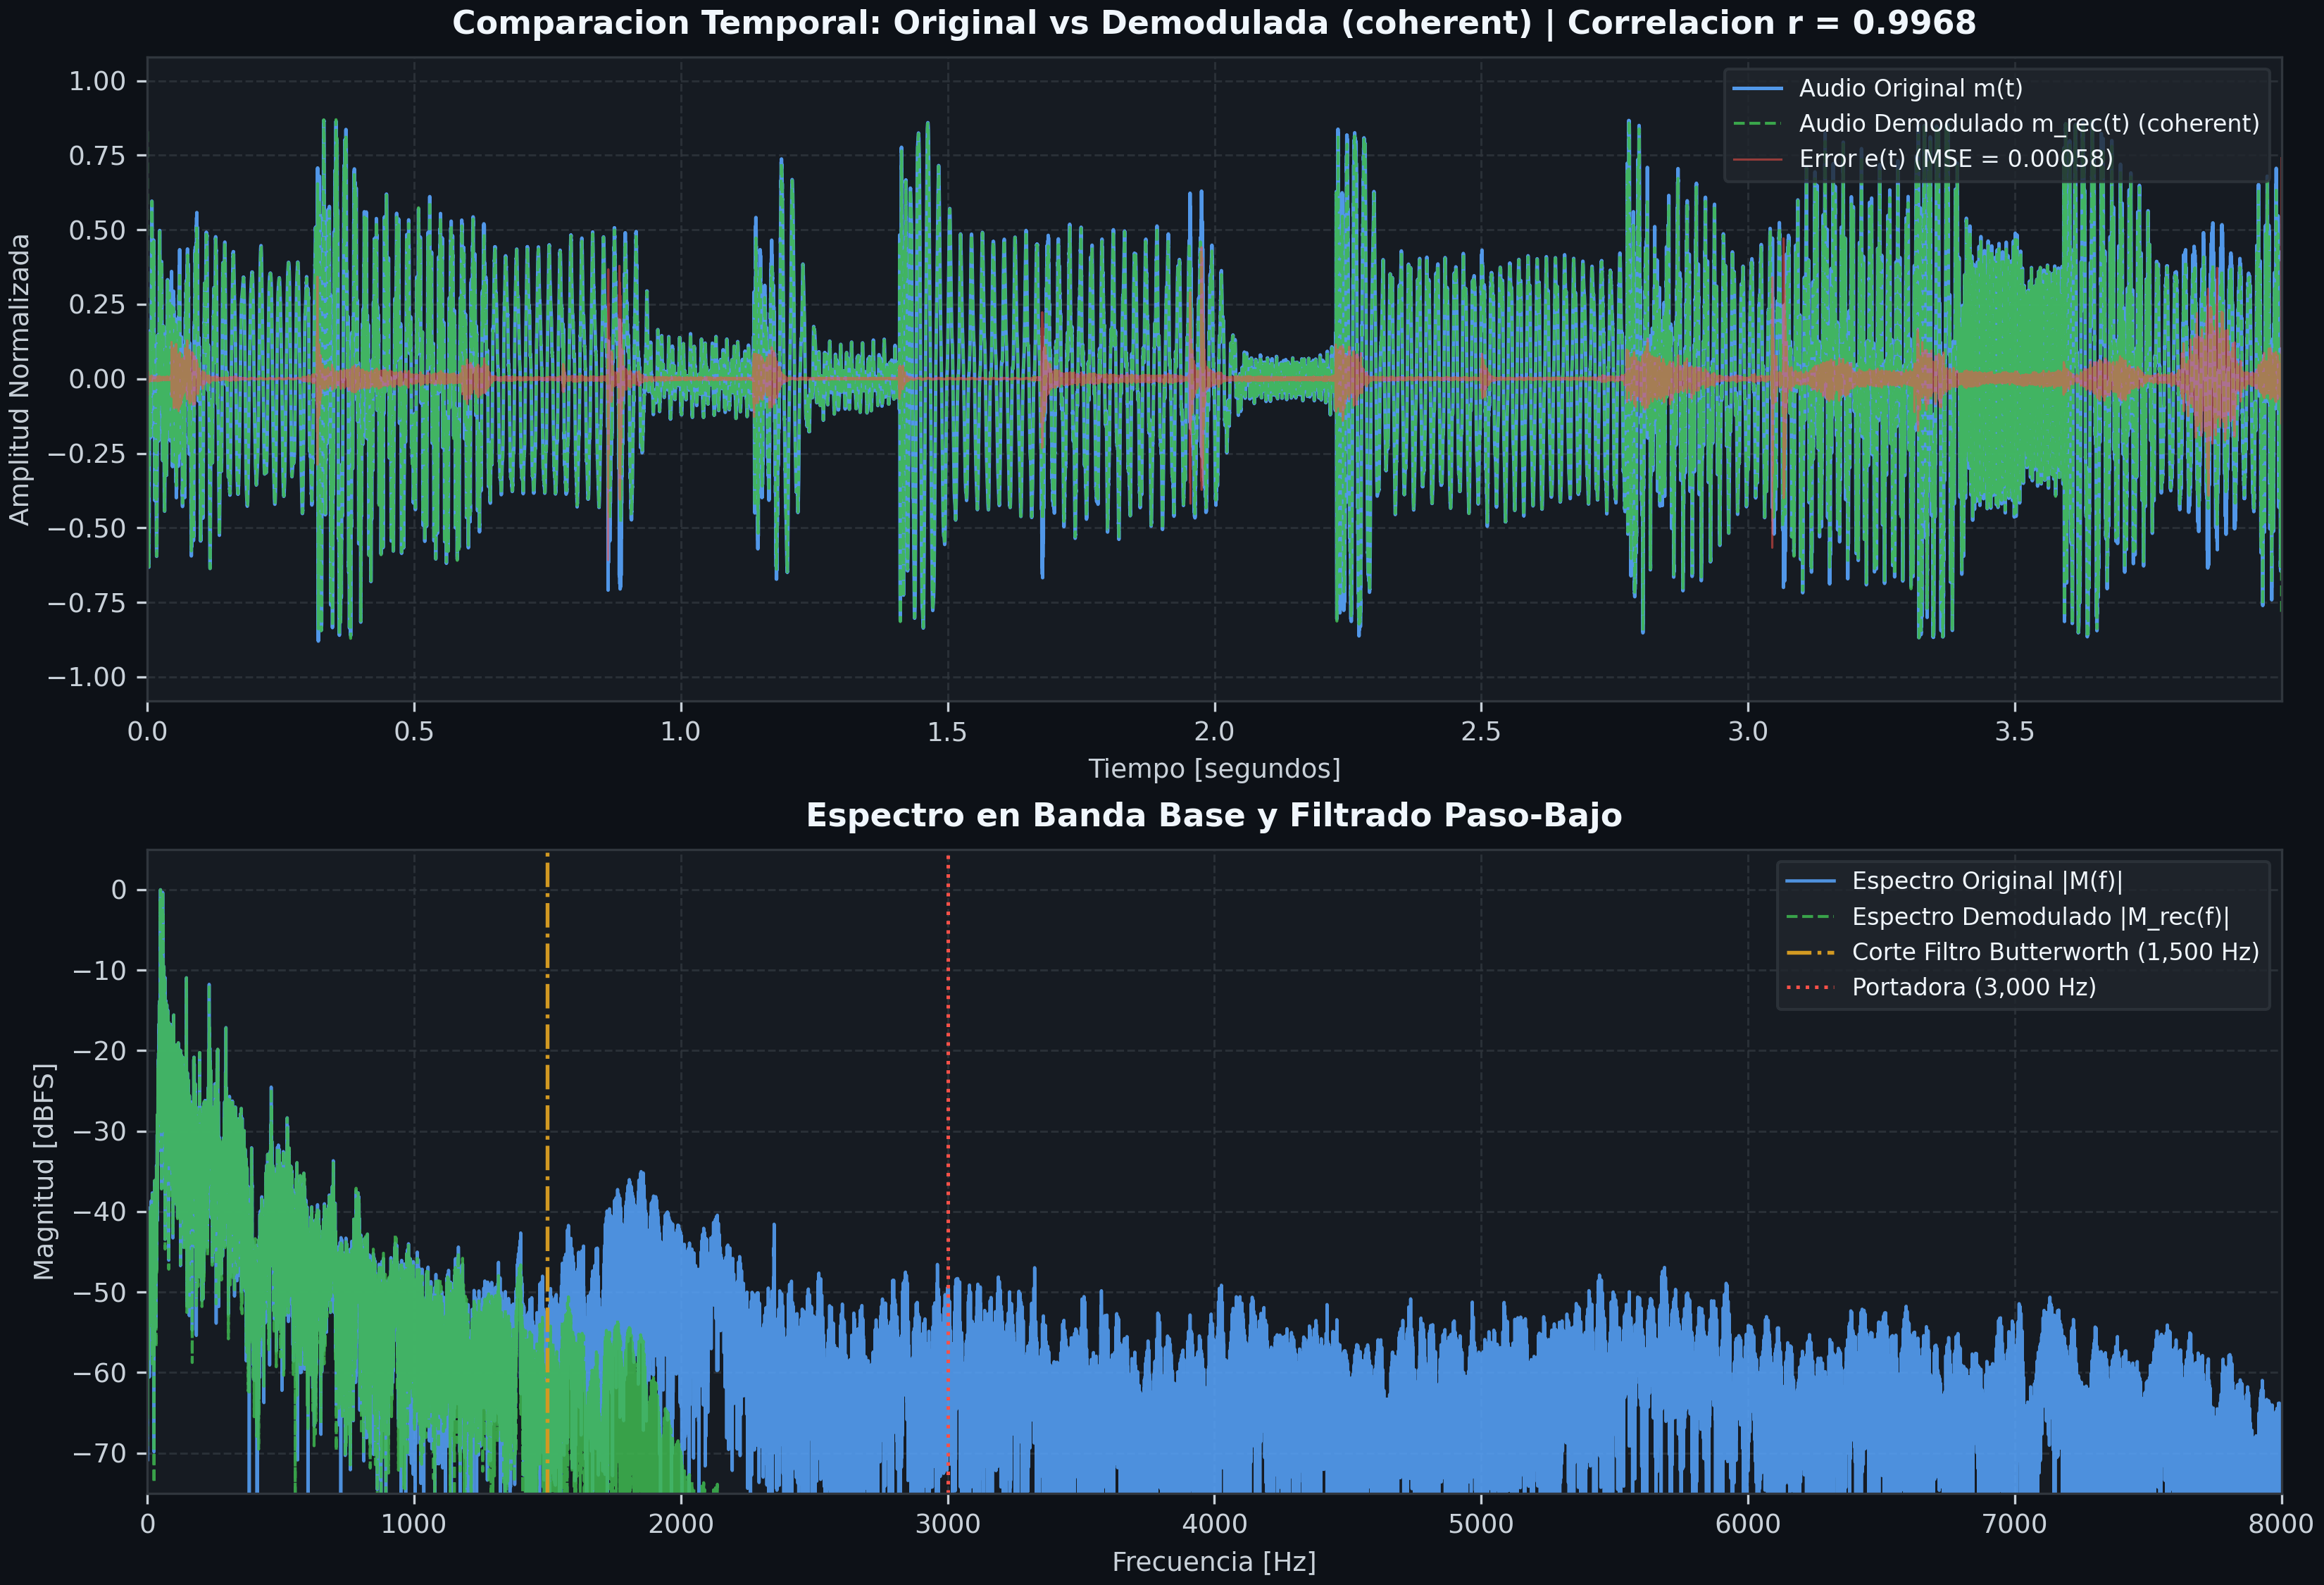 Comparacion Temporal: Original vs Demodulada (coherent) | Correlacion r = 0.9968
Amplitud Normalizada
1.00
0.75
0.50
0.25
0.00
−0.25
−0.50
−0.75
−1.00
Audio Original m(t)
Audio Demodulado m_rec(t) (coherent)
Error e(t) (MSE = 0.00058)
0.0 0.5 1.0 1.5 2.0 2.5 3.0 3.5
Tiempo [segundos]
Espectro en Banda Base y Filtrado Paso-Bajo
Magnitud [dBFS]
0
−10
−20
−30
−40
−50
−60
−70
Espectro Original |M(f)|
Espectro Demodulado |M_rec(f)|
Corte Filtro Butterworth (1,500 Hz)
Portadora (3,000 Hz)
0 1000 2000 3000 4000 5000 6000 7000 8000
Frecuencia [Hz]